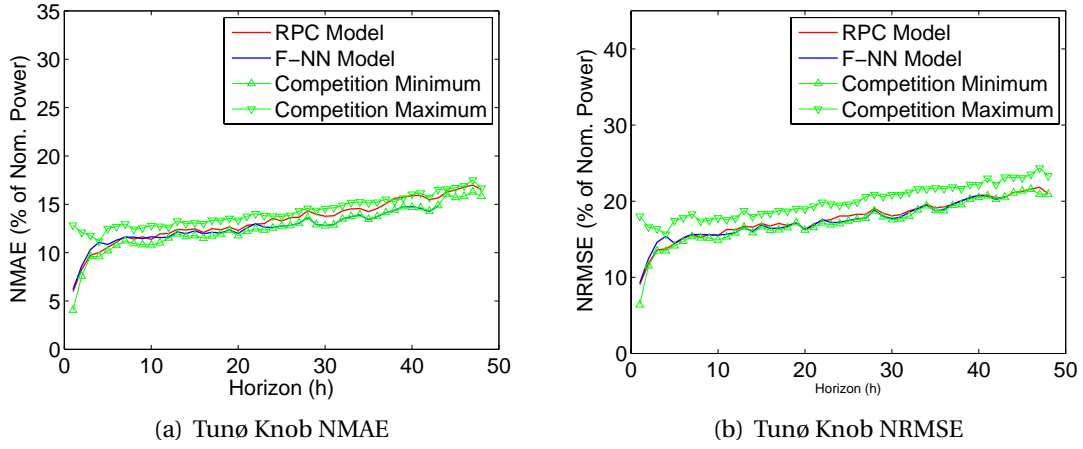 35
30
25
20
15
10
5
0
NMAE (% of Nom. Power)
RPC Model
F−NN Model
Competition Minimum
Competition Maximum
0 10 20 30 40 50
Horizon (h)
(a) Tunø Knob NMAE
40
30
20
10
0
NRMSE (% of Nom. Power)
RPC Model
F−NN Model
Competition Minimum
Competition Maximum
0 10 20 30 40 50
Horizon (h)
(b) Tunø Knob NRMSE